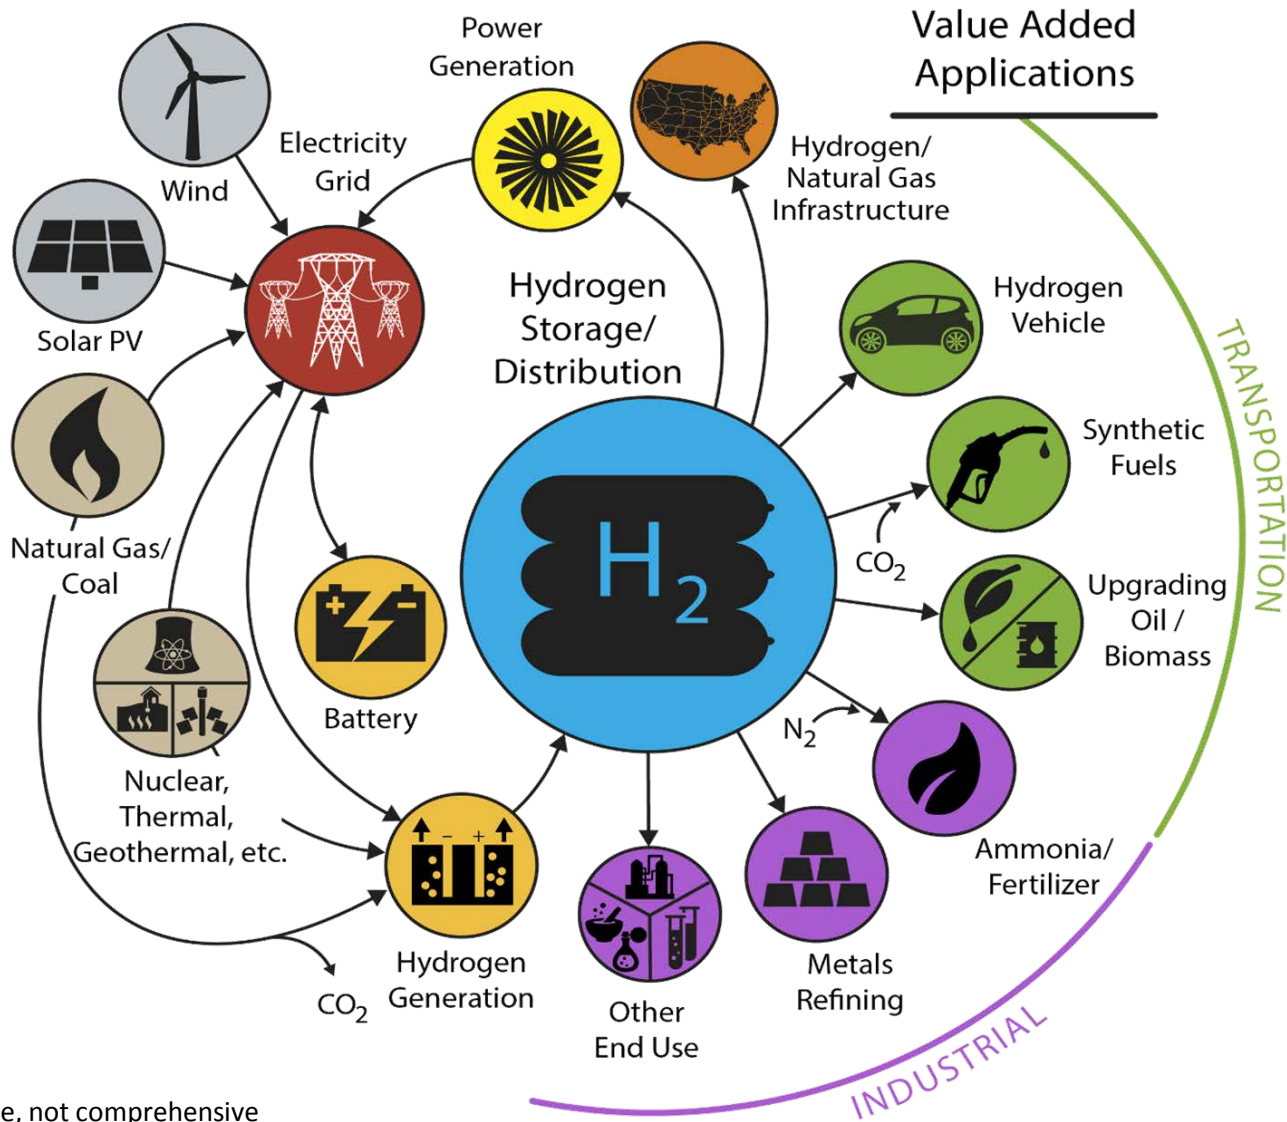 Value Added
Applications
Power
Generation
Electricity
Grid
Wind
Hydrogen/
Natural Gas
Infrastructure
Solar PV
Hydrogen
Storage/
Distribution
Hydrogen
Vehicle
TRANSPORTATION
Synthetic
Fuels
CO2
Natural Gas/
Coal
H2
Upgrading
Oil /
Biomass
+ -
Battery
N2
Nuclear,
Thermal,
Geothermal, etc.
- +
Ammonia/
Fertilizer
Hydrogen
Generation
CO2
Metals
Refining
Other
End Use
INDUSTRIAL
not comprehensive